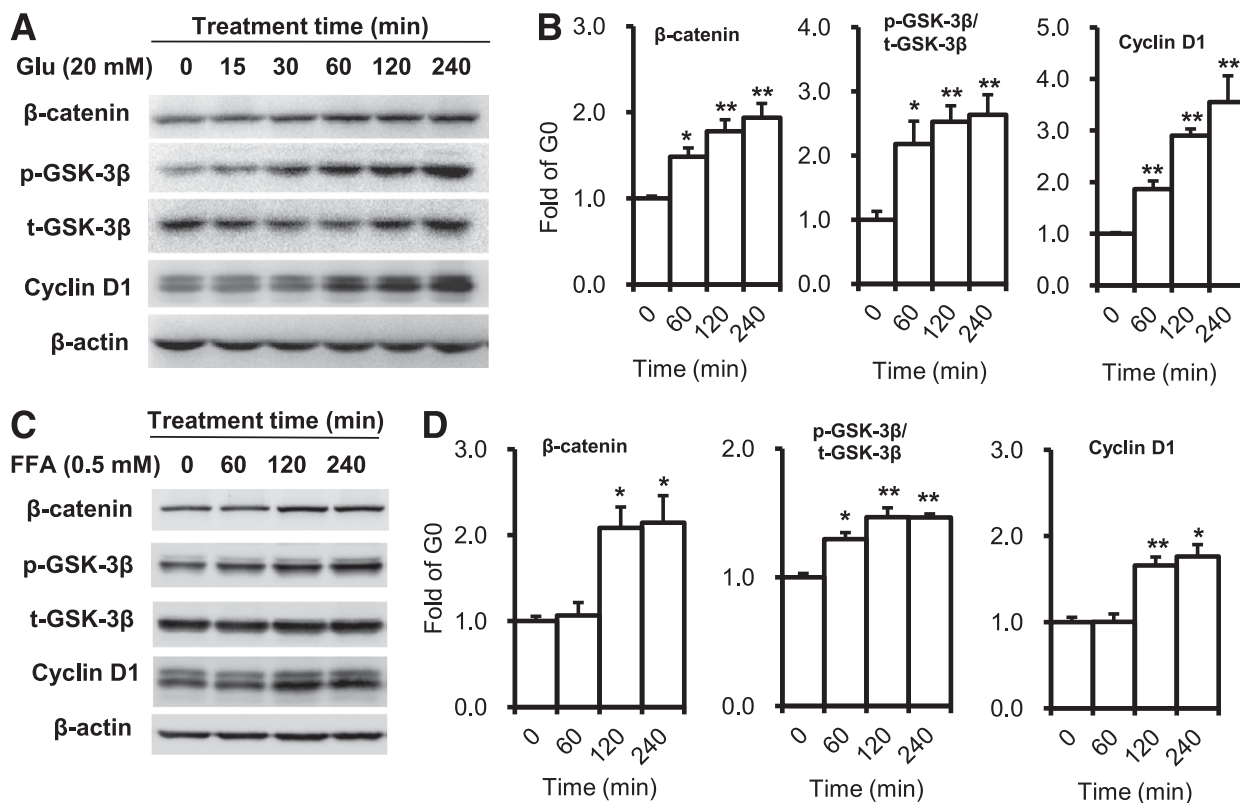 A
Treatment time (min)
Glu (20 mM) 0 15 30 60 120 240
β-catenin
p-GSK-3β
t-GSK-3β
Cyclin D1
β-actin
B
β-catenin
Fold of G0
3.0
2.0
1.0
0.0
* ** **
0 60 120 240
Time (min)
p-GSK-3β/
t-GSK-3β
4.0
3.0
2.0
1.0
0.0
* ** **
0 60 120 240
Time (min)
Cyclin D1
5.0
4.0
3.0
2.0
1.0
0.0
** ** **
0 60 120 240
Time (min)
C
Treatment time (min)
FFA (0.5 mM) 0 60 120 240
β-catenin
p-GSK-3β
t-GSK-3β
Cyclin D1
β-actin
D
β-catenin
Fold of G0
3.0
2.0
1.0
0.0
* *
0 60 120 240
Time (min)
p-GSK-3β/
t-GSK-3β
2.0
1.0
0.0
* ** **
0 60 120 240
Time (min)
Cyclin D1
3.0
2.0
1.0
0.0
** *
0 60 120 240
Time (min)